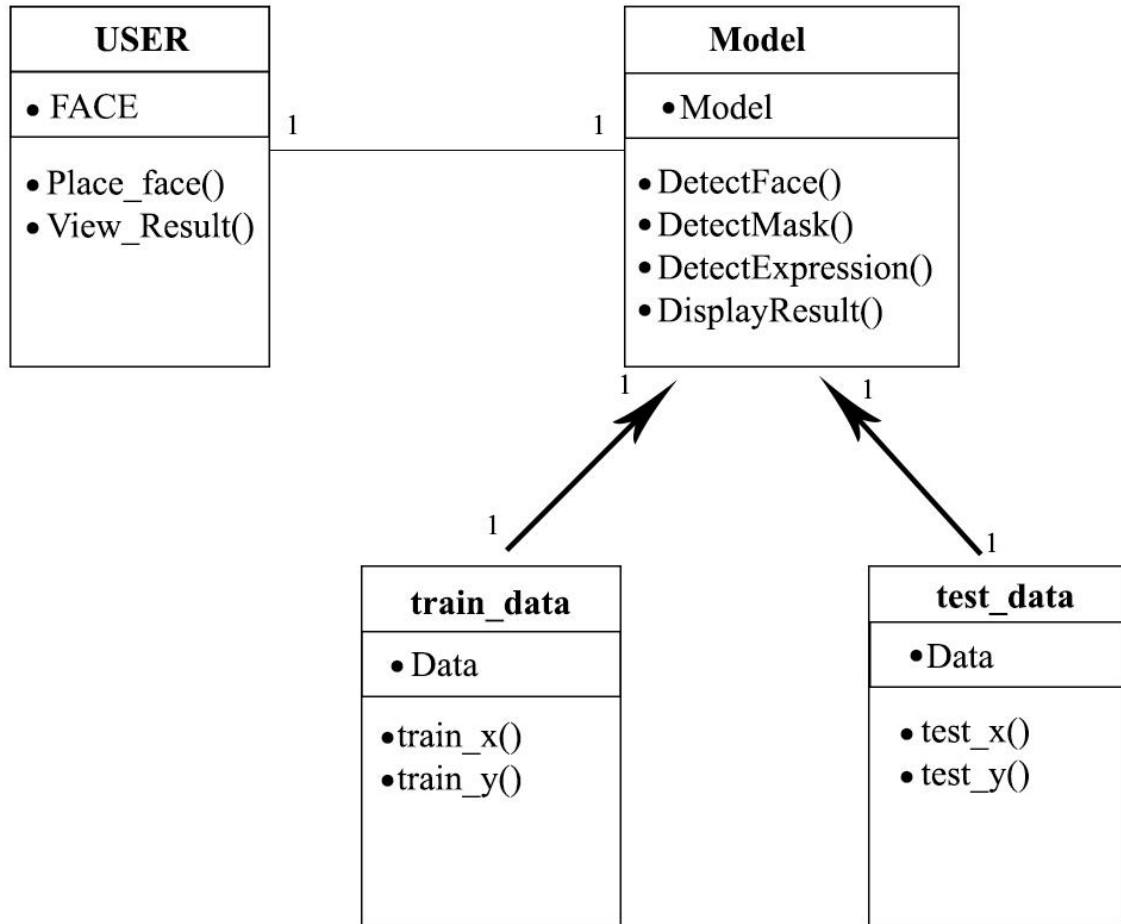 USER
• FACE
• Place_face()
• View_Result()
1
1
Model
•Model
•DetectFace()
•DetectMask()
•DetectExpression()
•DisplayResult()
1
1
1
1
train_data
• Data
•train_x()
•train_y()
test_data
•Data
• test_x()
• test_y()